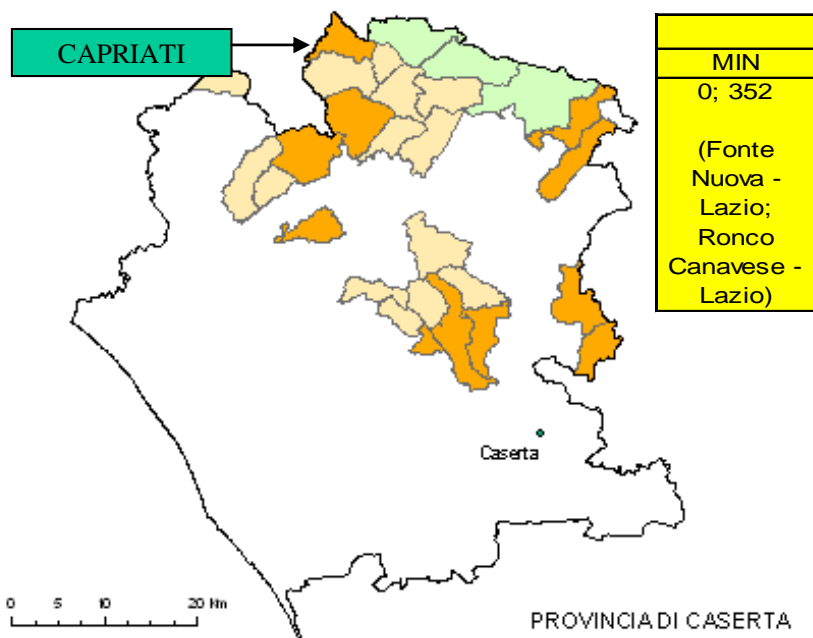 CAPRIATI
MIN
0; 352
(Fonte
Nuova -
Lazio;
Ronco
Canavese -
Lazio)
Caserta
0 5 10 20 Km
PROVINCIA DI CASERTA